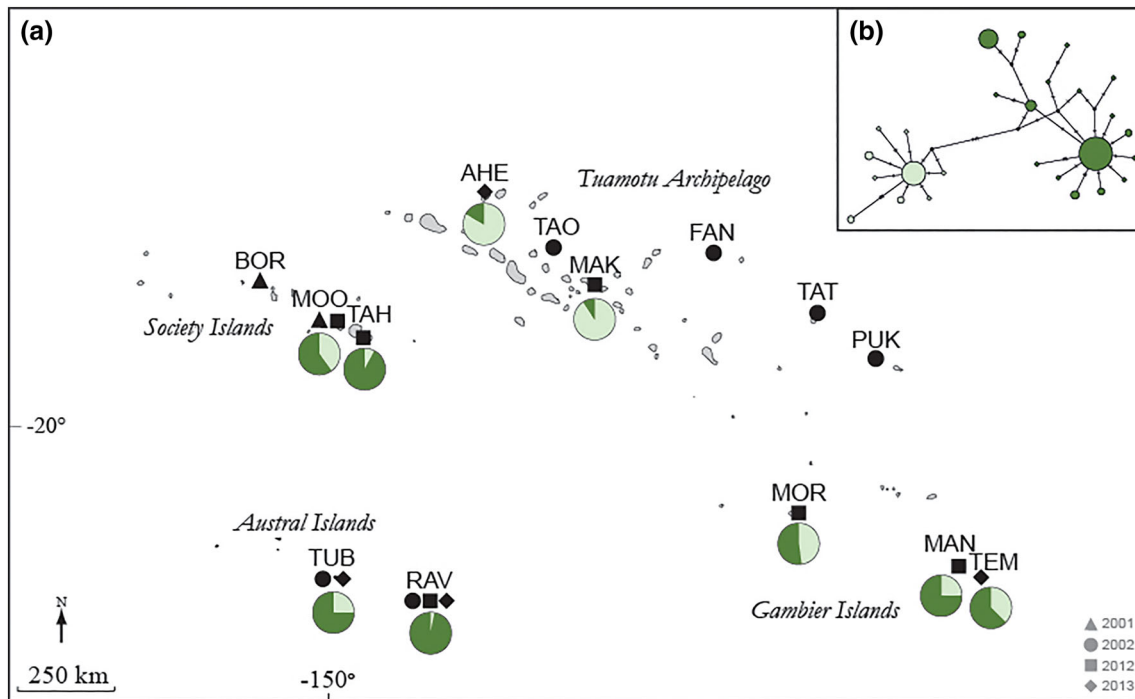 (a)
(b)
AHE
Tuamotu Archipelago
TAO
FAN
BOR
MAK
MOO
TAH
TAT
Society Islands
PUK
-20°
MOR
Austral Islands
TUB
RAV
MAN
TEM
Gambier Islands
N
2001
2002
2012
2013
250 km
-150°